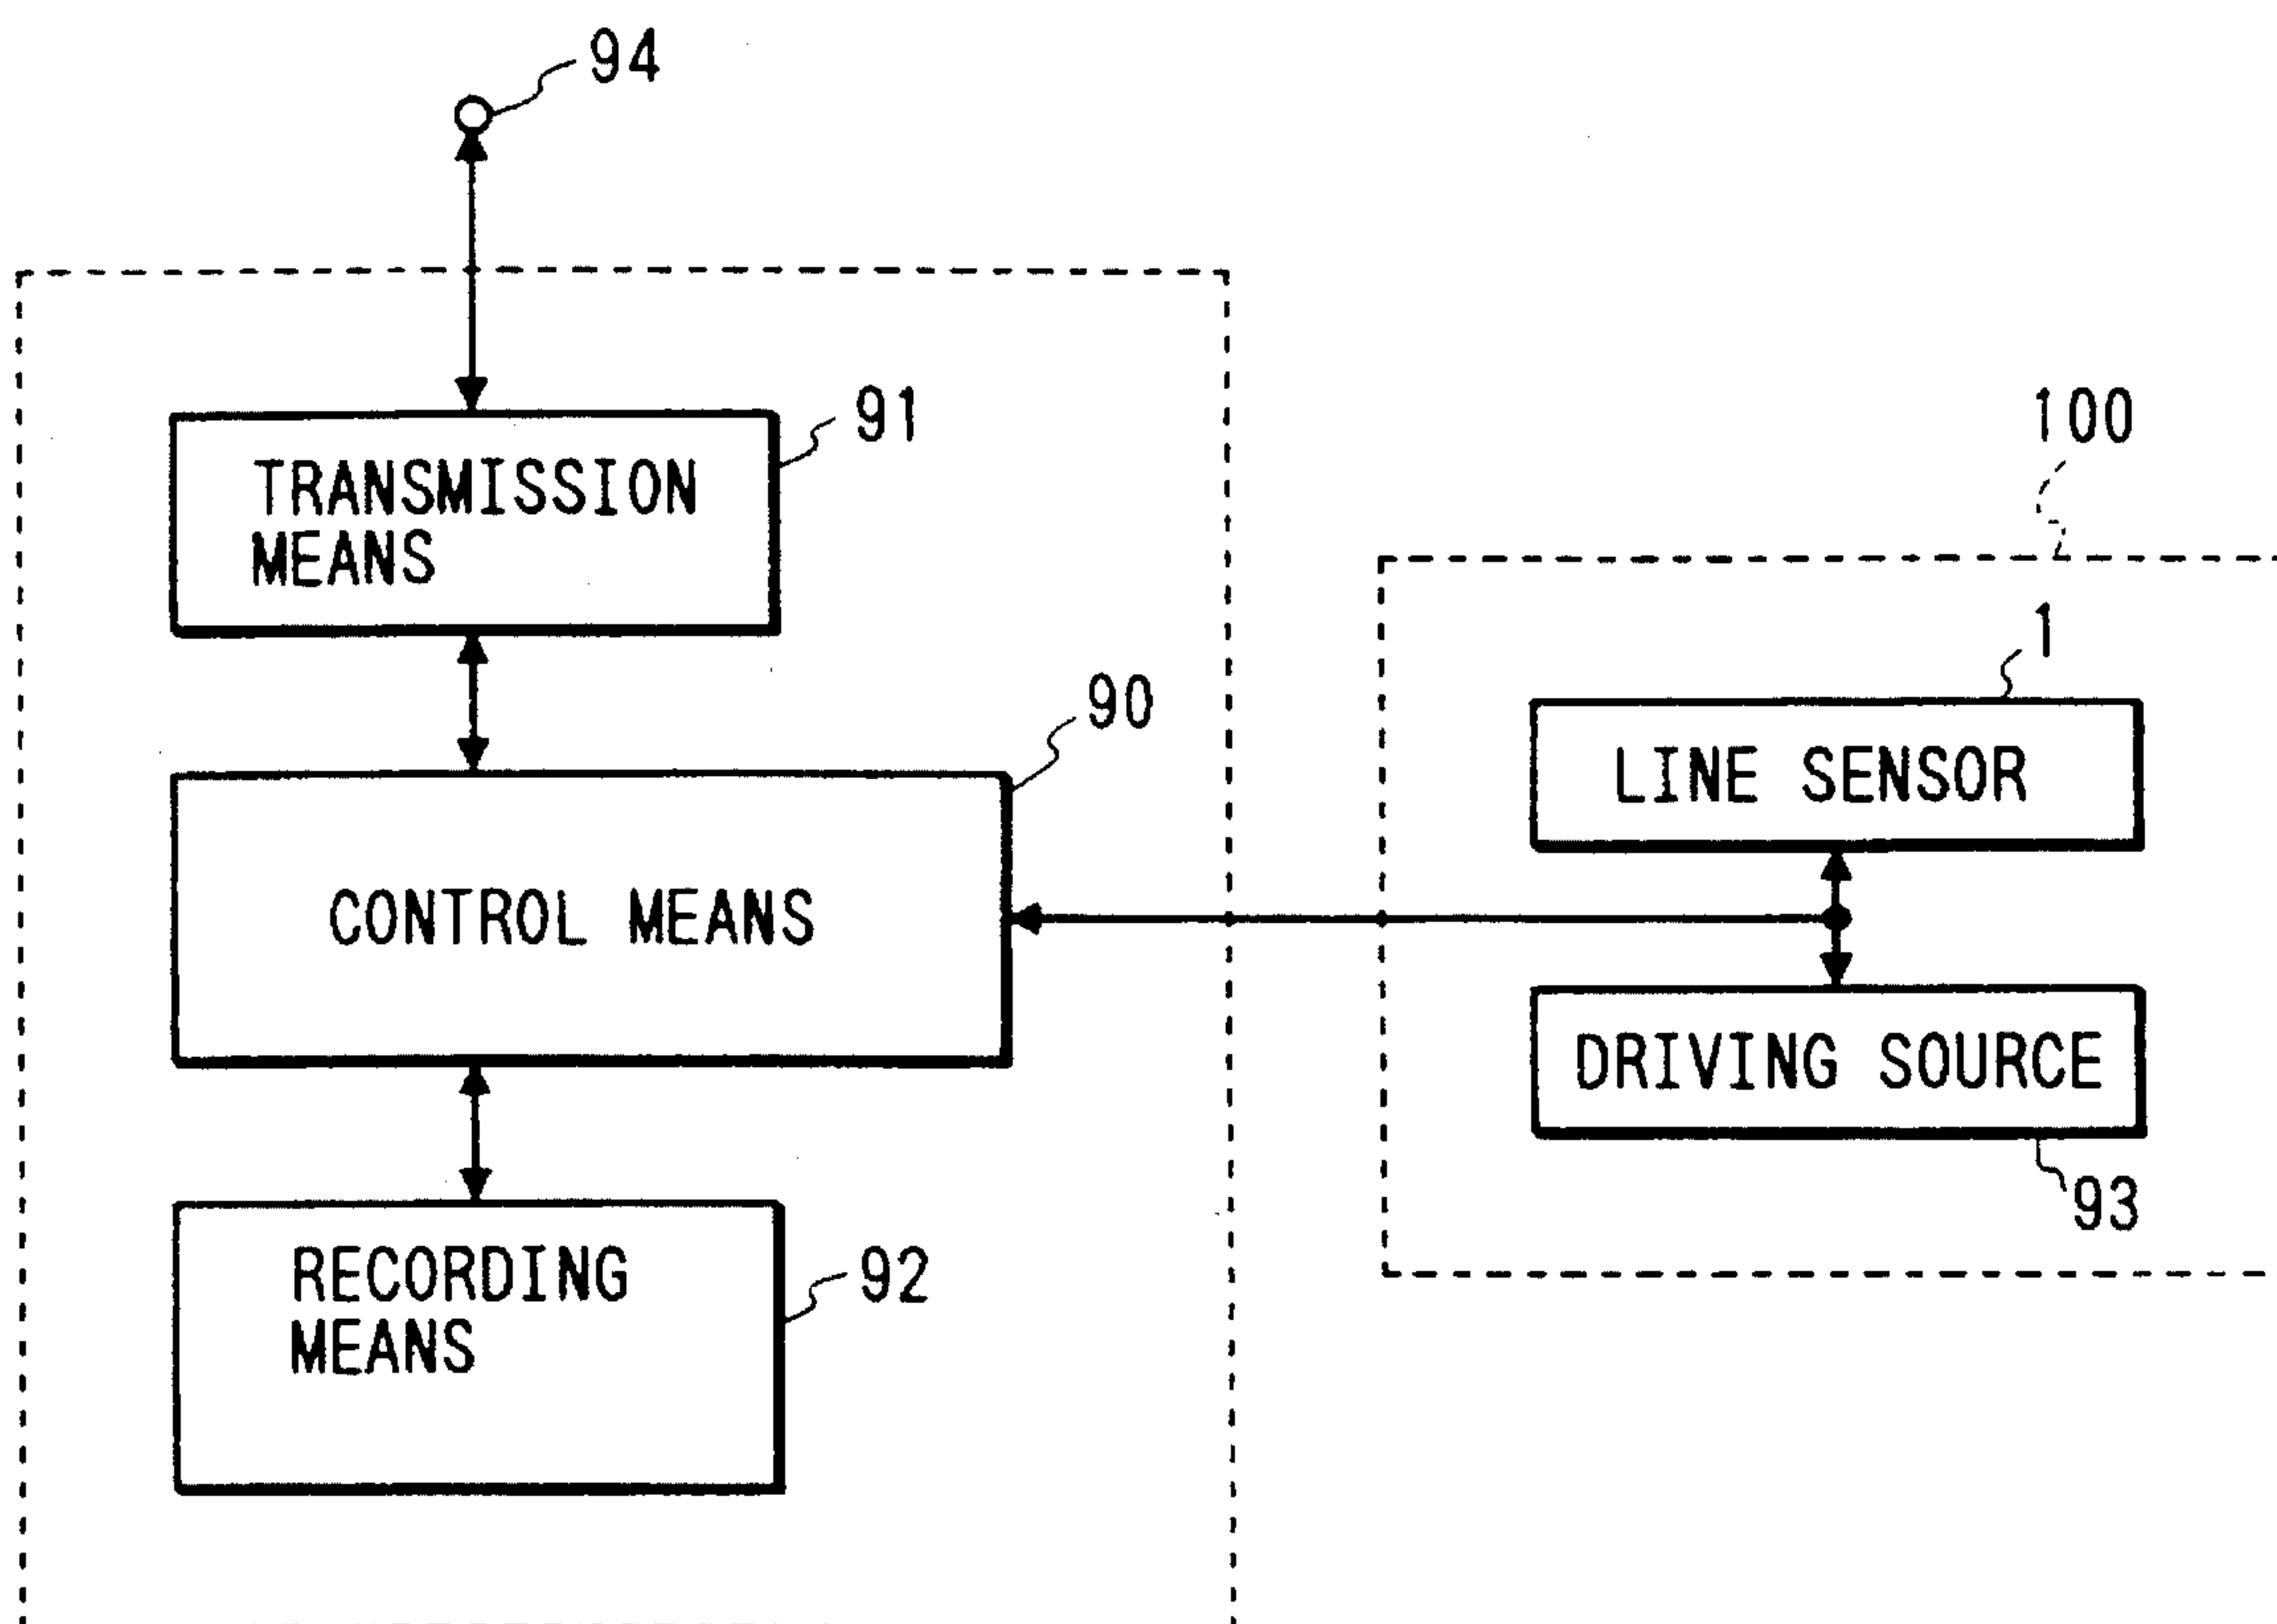 94
91
TRANSMISSION
MEANS
100
1
90
LINE SENSOR
CONTROL MEANS
DRIVING SOURCE
93
RECORDING
MEANS
92